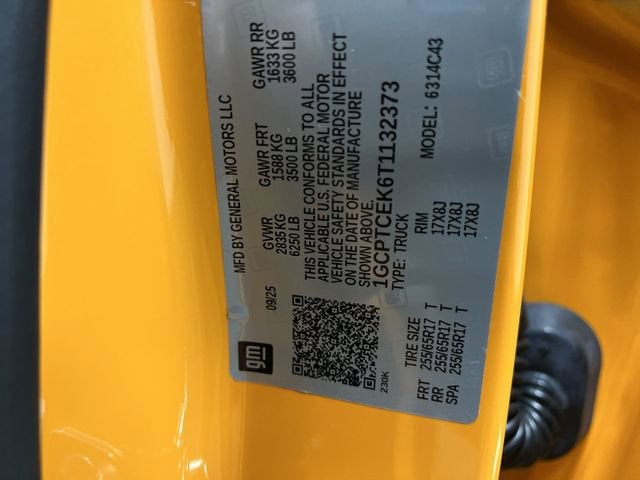 gm
MFD BY GENERAL MOTORS LLC
09/25
GVWR GAWR FRT GAWR RR
2835 KG 1588 KG 1633 KG
6250 LB 3500 LB 3600 LB
THIS VEHICLE CONFORMS TO ALL
APPLICABLE U.S. FEDERAL MOTOR
VEHICLE SAFETY STANDARDS IN EFFECT
ON THE DATE OF MANUFACTURE
SHOWN ABOVE.
1GCPTCEK6T1132373
230K
TYPE: TRUCK MODEL: 6314C43
TIRE SIZE RIM
FRT 255/65R17 T 17X8J
RR 255/65R17 T 17X8J
SPA 255/65R17 T 17X8J